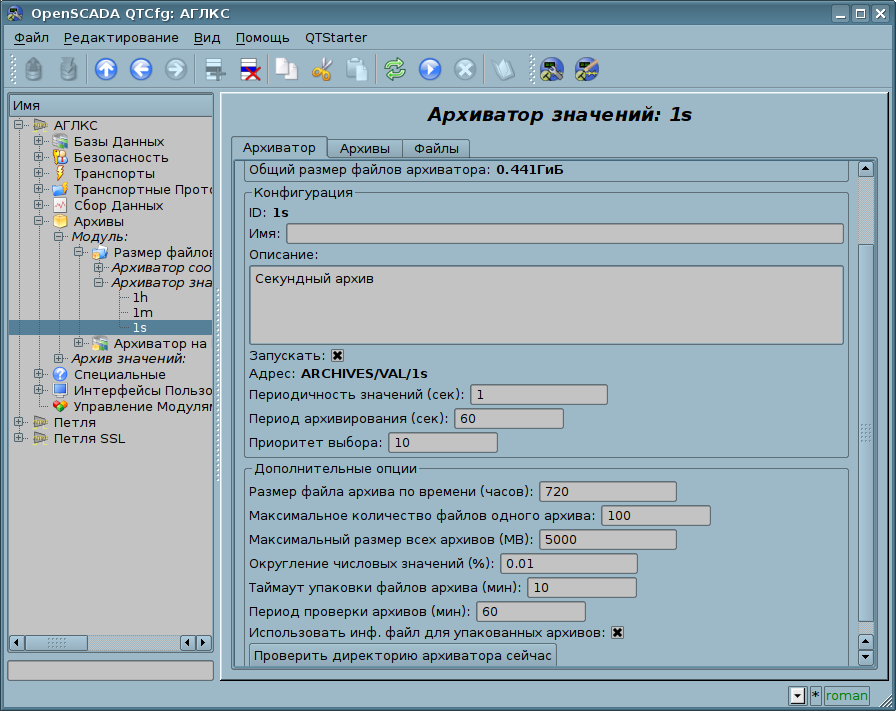 OpenSCADA QTCfg: АГЛКС
Файл Редактирование Вид Помощь QTStarter
Имя
АГЛКС
Базы Данных
Безопасность
Транспорты
Транспортные Прото
Сбор Данных
Архивы
Модуль:
Размер файлов
Архиватор соо
Архиватор зна
1h
1m
1s
Архиватор на
Архив значений:
Специальные
Интерфейсы Пользо
Управление Модулям
Петля
Петля SSL
Архиватор значений: 1s
Архиватор Архивы Файлы
Общий размер файлов архиватора: 0.441ГиБ
Конфигурация
ID: 1s
Имя:
Описание:
Секундный архив
Запускать:
Адрес: ARCHIVES/VAL/1s
Периодичность значений (сек): 1
Период архивирования (сек): 60
Приоритет выбора: 10
Дополнительные опции
Размер файла архива по времени (часов): 720
Максимальное количество файлов одного архива: 100
Максимальный размер всех архивов (MB): 5000
Округление числовых значений (%): 0.01
Таймаут упаковки файлов архива (мин): 10
Период проверки архивов (мин): 60
Использовать инф. файл для упакованных архивов:
Проверить директорию архиватора сейчас
* roman